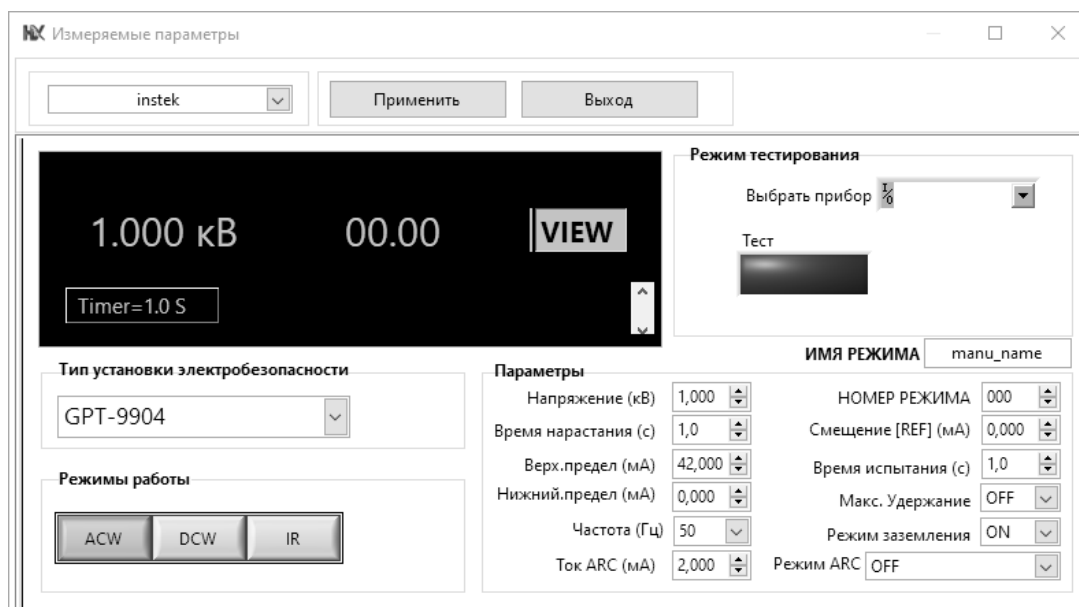 NX Измеряемые параметры
instek
Применить
Выход
1.000 кВ
00.00
VIEW
Timer=1.0 S
Режим тестирования
Выбрать прибор
Тест
ИМЯ РЕЖИМА manu_name
Тип установки электробезопасности
GPT-9904
Режимы работы
ACW
DCW
IR
Параметры
Напряжение (кВ) 1,000
Время нарастания (с) 1,0
Верх.предел (мА) 42,000
Нижний.предел (мА) 0,000
Частота (Гц) 50
Ток ARC (мА) 2,000
НОМЕР РЕЖИМА 000
Смещение [REF] (мА) 0,000
Время испытания (с) 1,0
Макс. Удержание OFF
Режим заземления ON
Режим ARC OFF